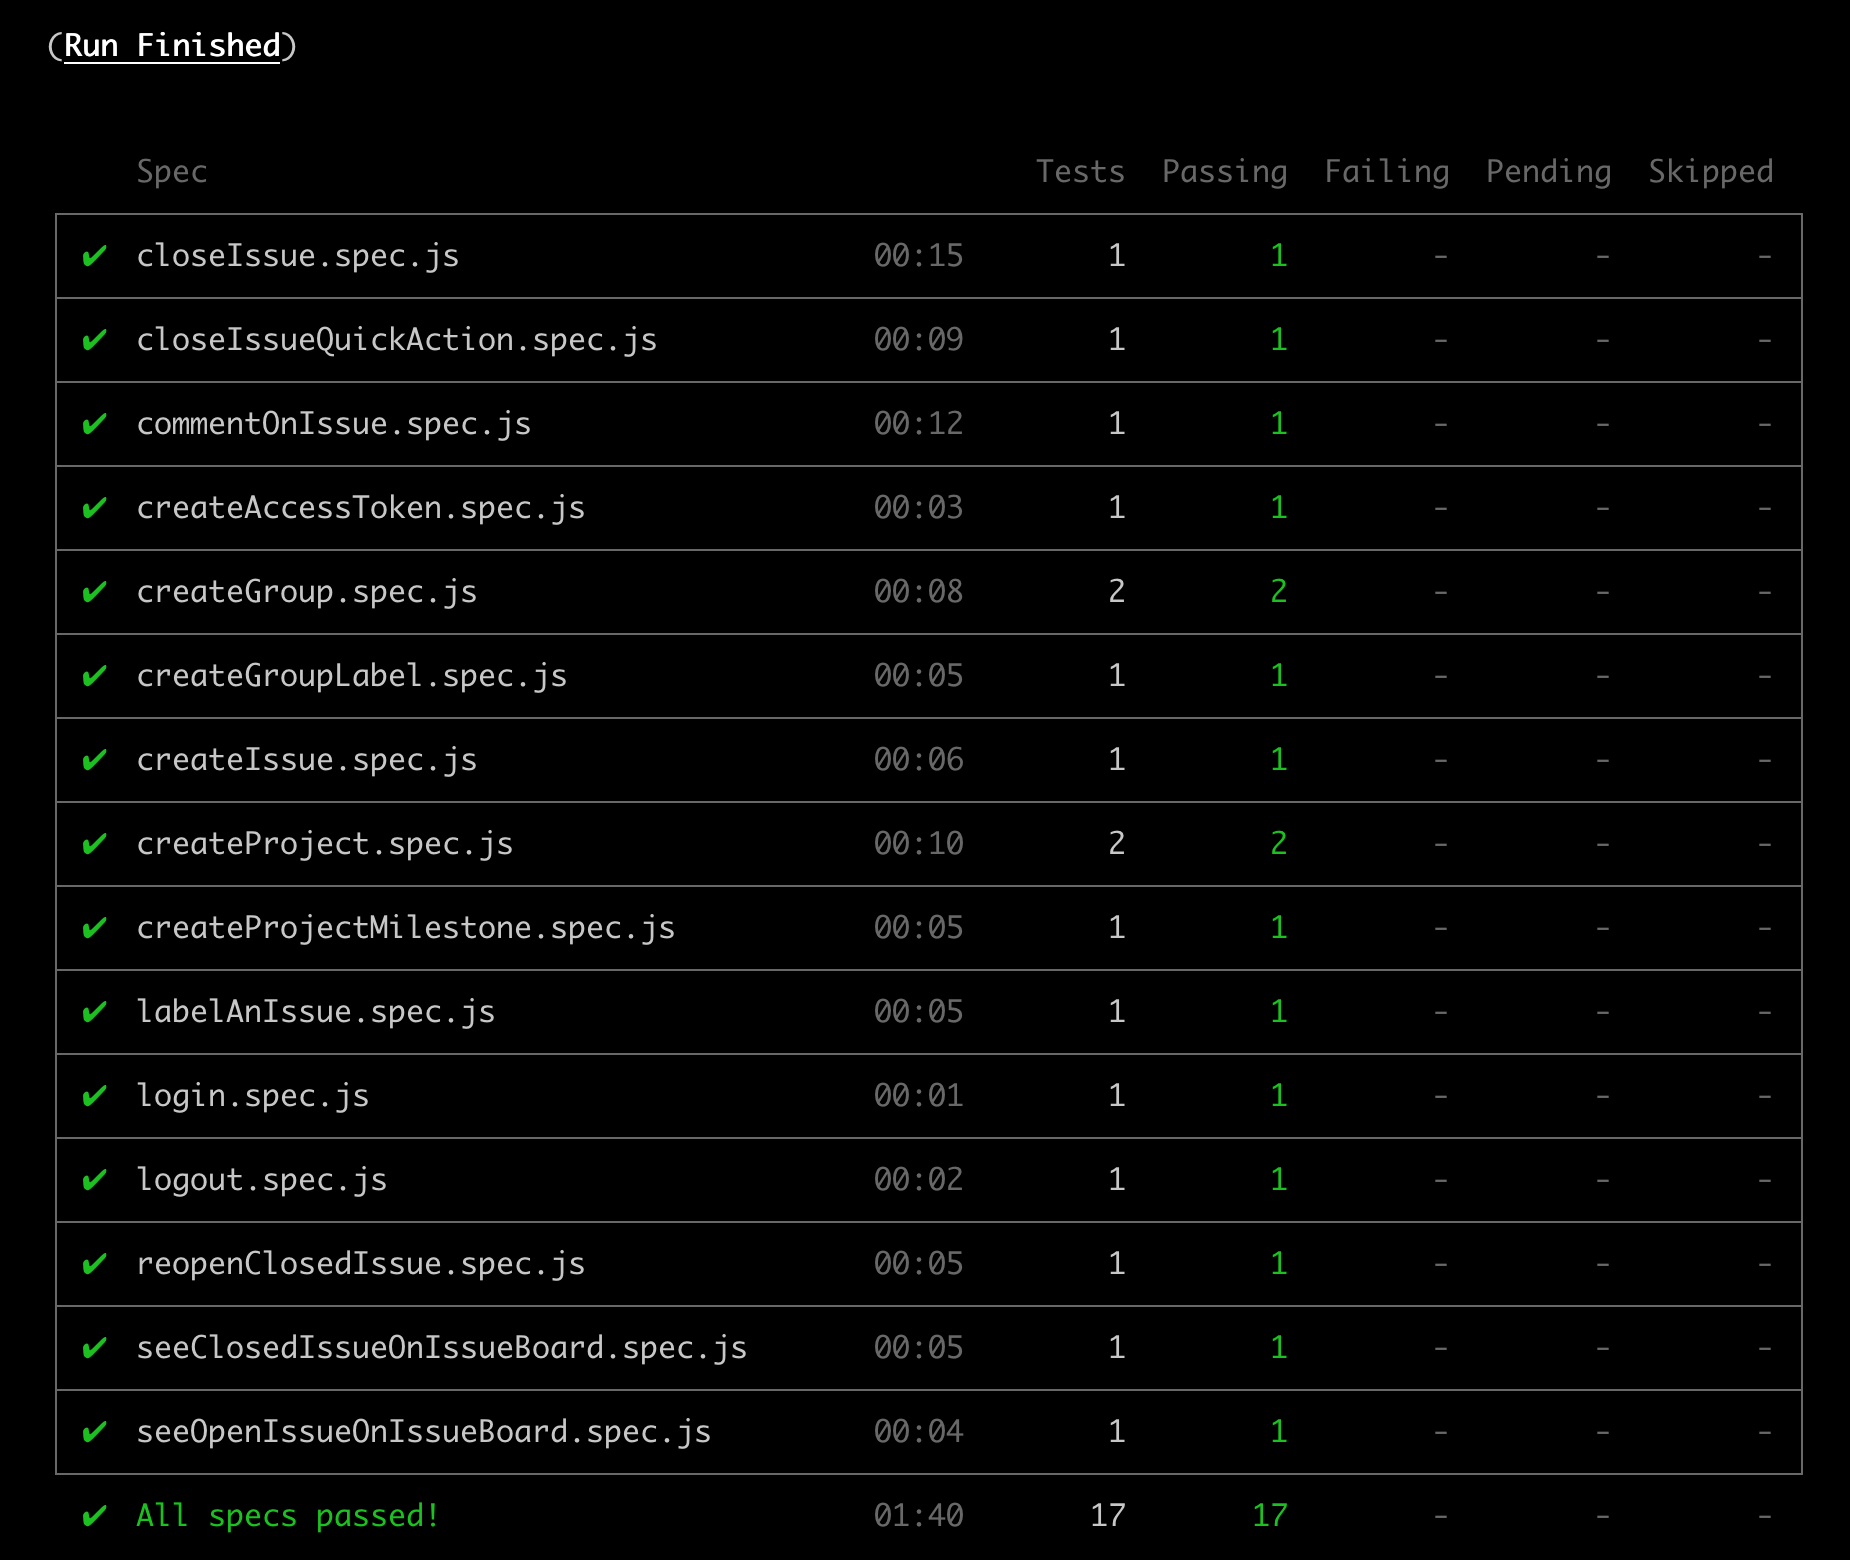 (Run Finished)
Spec Tests Passing Failing Pending Skipped
✔ closeIssue.spec.js 00:15 1 1 - - -
✔ closeIssueQuickAction.spec.js 00:09 1 1 - - -
✔ commentOnIssue.spec.js 00:12 1 1 - - -
✔ createAccessToken.spec.js 00:03 1 1 - - -
✔ createGroup.spec.js 00:08 2 2 - - -
✔ createGroupLabel.spec.js 00:05 1 1 - - -
✔ createIssue.spec.js 00:06 1 1 - - -
✔ createProject.spec.js 00:10 2 2 - - -
✔ createProjectMilestone.spec.js 00:05 1 1 - - -
✔ labelAnIssue.spec.js 00:05 1 1 - - -
✔ login.spec.js 00:01 1 1 - - -
✔ logout.spec.js 00:02 1 1 - - -
✔ reopenClosedIssue.spec.js 00:05 1 1 - - -
✔ seeClosedIssueOnIssueBoard.spec.js 00:05 1 1 - - -
✔ seeOpenIssueOnIssueBoard.spec.js 00:04 1 1 - - -
✔ All specs passed! 01:40 17 17 - - -